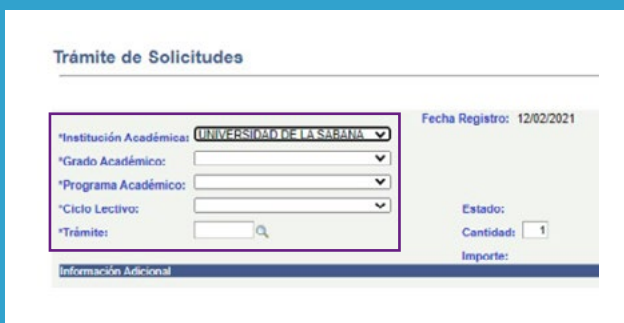 Trámite de Solicitudes
Fecha Registro: 12/02/2021
*Institución Académica: UNIVERSIDAD DE LA SABANA
*Grado Académico:
*Programa Académico:
*Ciclo Lectivo:
Estado:
*Trámite:
Cantidad: 1
Importe:
Información Adicional